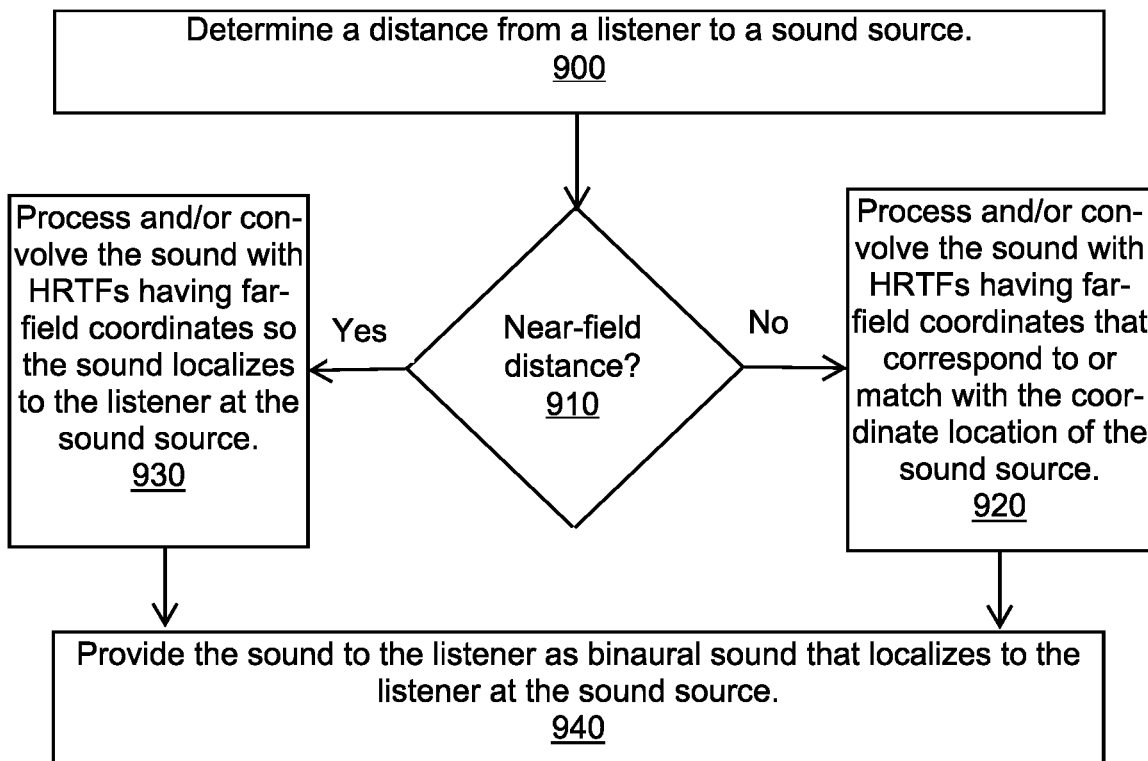 Determine a distance from a listener to a sound source.
900
Process and/or con-
volve the sound with
HRTFs having far-
field coordinates so
the sound localizes
to the listener at the
sound source.
930
Yes
Near-field
distance?
910
No
Process and/or con-
volve the sound with
HRTFs having far-
field coordinates that
correspond to or
match with the coor-
dinate location of the
sound source.
920
Provide the sound to the listener as binaural sound that localizes to the
listener at the sound source.
940